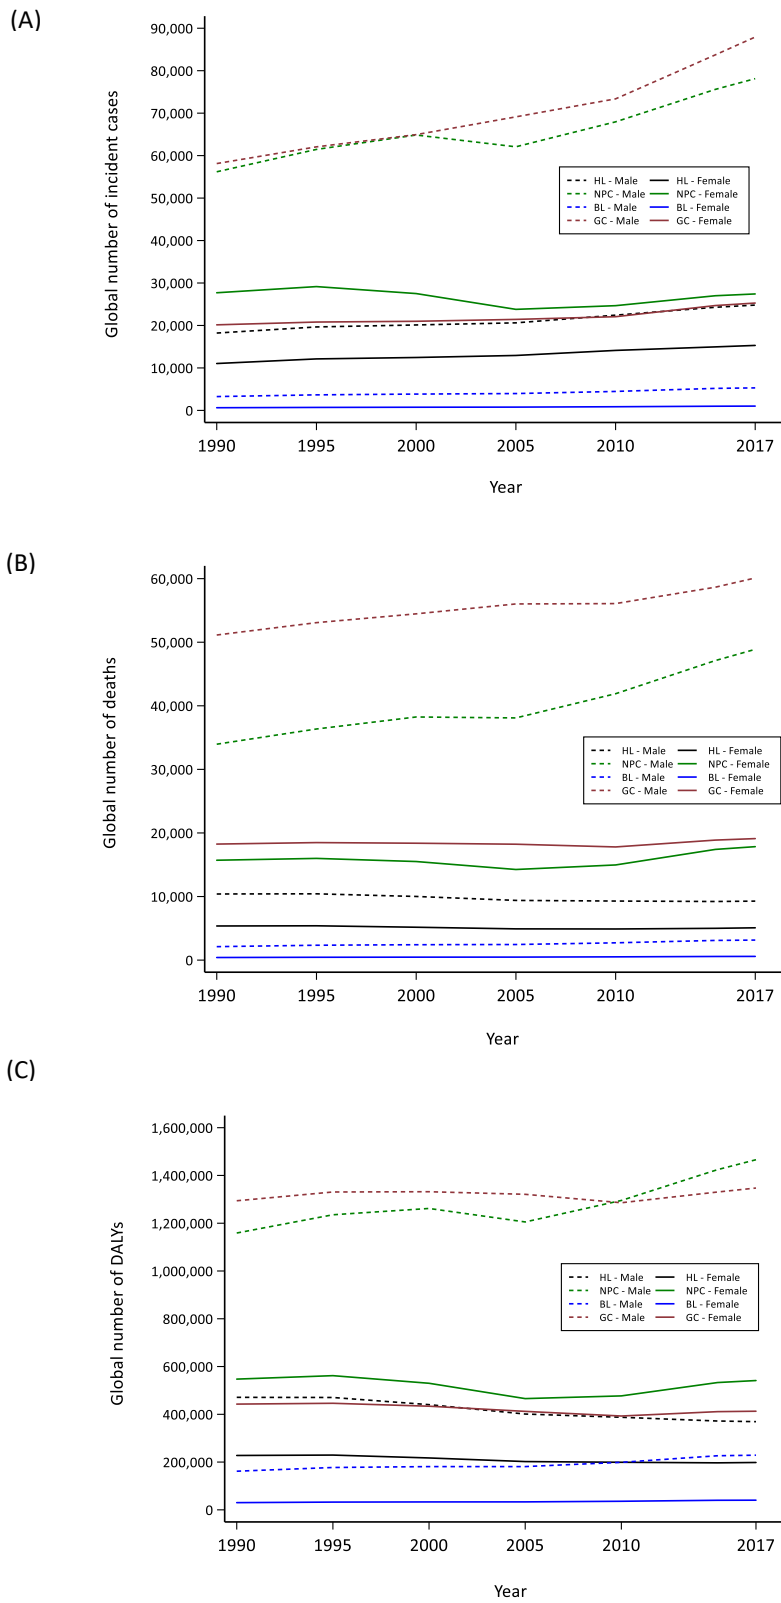 (A)
Global number of incident cases
90,000
80,000
70,000
60,000
50,000
40,000
30,000
20,000
10,000
0
HL - Male HL - Female
NPC - Male NPC - Female
BL - Male BL - Female
GC - Male GC - Female
1990 1995 2000 2005 2010 2017
Year
(B)
Global number of deaths
60,000
50,000
40,000
30,000
20,000
10,000
0
HL - Male HL - Female
NPC - Male NPC - Female
BL - Male BL - Female
GC - Male GC - Female
1990 1995 2000 2005 2010 2017
Year
(C)
Global number of DALYs
1,600,000
1,400,000
1,200,000
1,000,000
800,000
600,000
400,000
200,000
0
HL - Male HL - Female
NPC - Male NPC - Female
BL - Male BL - Female
GC - Male GC - Female
1990 1995 2000 2005 2010 2017
Year